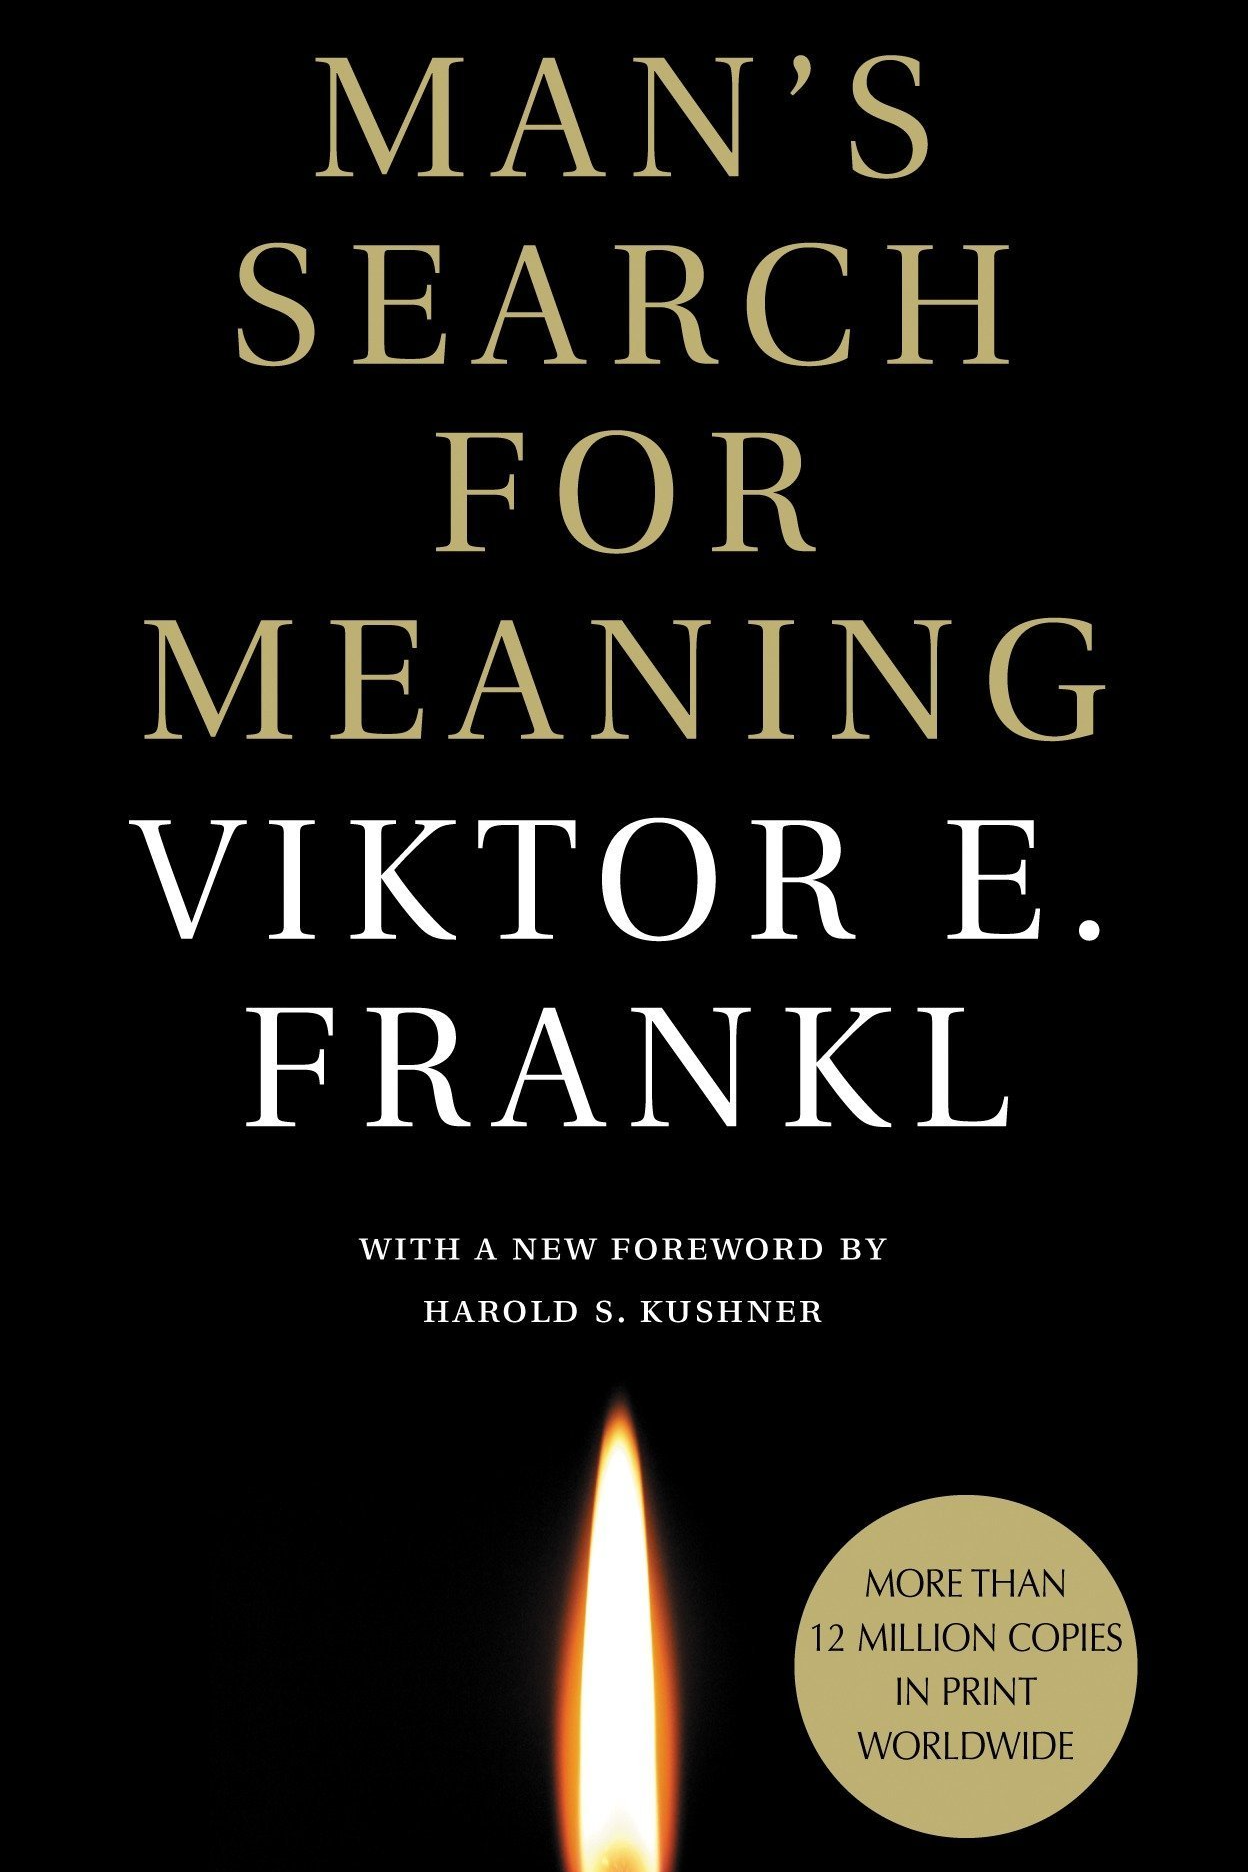 MAN’S
SEARCH
FOR
MEANING
VIKTOR E.
FRANKL
WITH A NEW FOREWORD BY
HAROLD S. KUSHNER
MORE THAN
12 MILLION COPIES
IN PRINT
WORLDWIDE